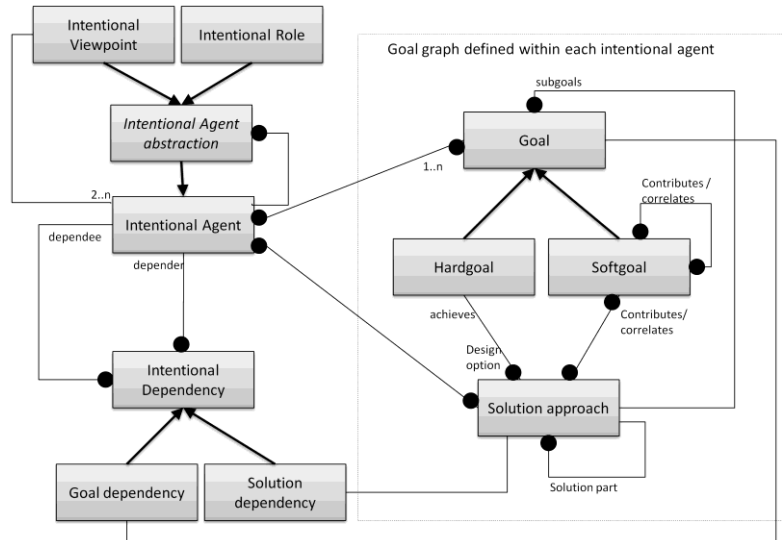 Intentional
Viewpoint
Intentional Role
Goal graph defined within each intentional agent
subgoals
Intentional Agent
abstraction
Goal
1..n
Contributes /
correlates
2..n
Intentional Agent
dependee
depender
Hardgoal
Softgoal
achieves
Contributes/
correlates
Design
option
Intentional
Dependency
Solution approach
Goal dependency
Solution
dependency
Solution part